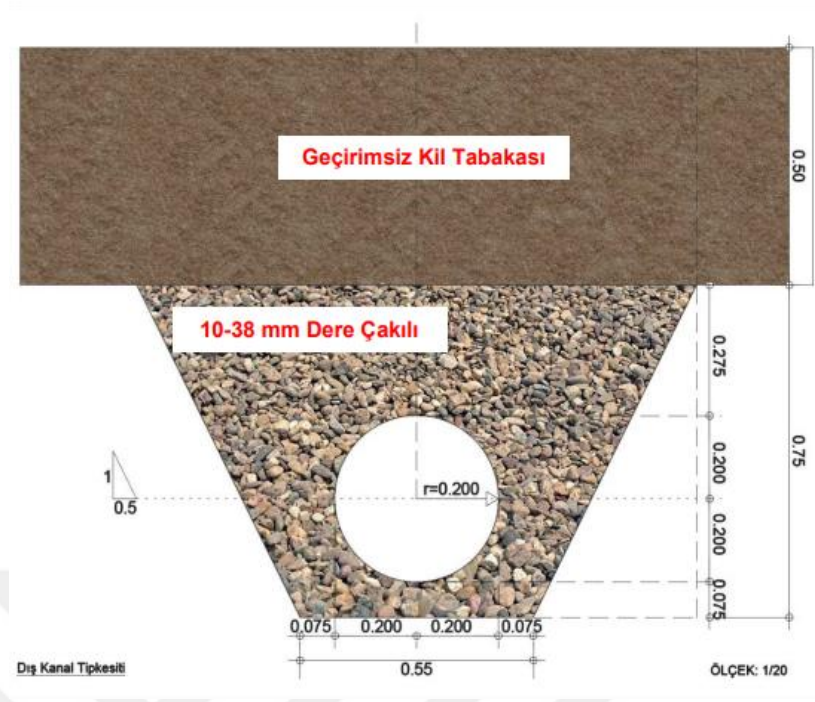 Geçirimsiz Kil Tabakası
0.50
10-38 mm Dere Çakılı
0.275
1
0.5
r=0.200
0.200
0.75
0.200
0.075
0.075 0.200 0.200 0.075
0.55
Dış Kanal Tipkesiti
ÖLÇEK: 1/20